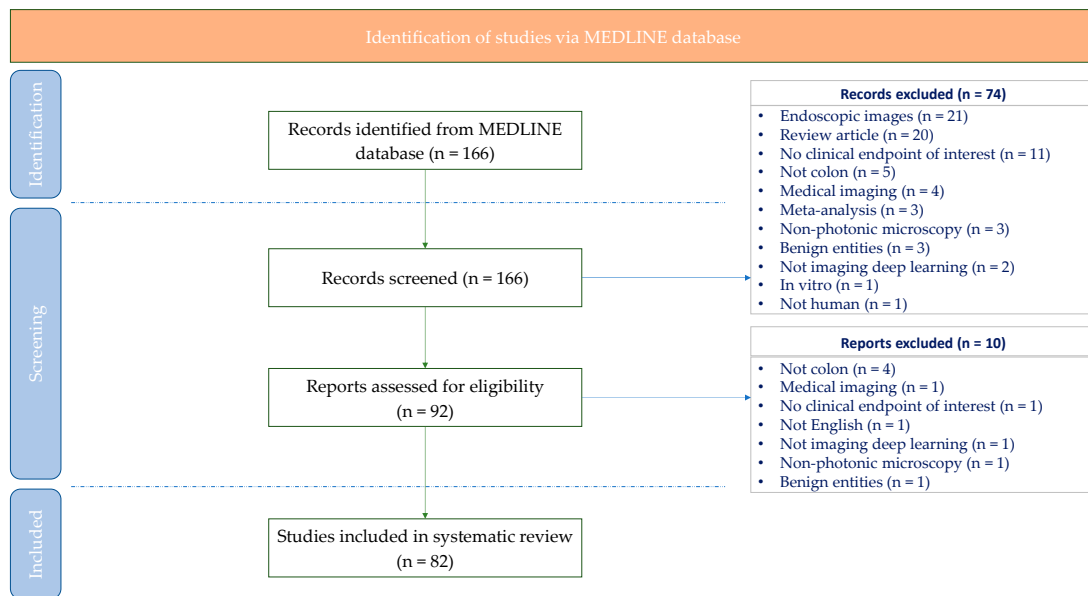 Identification of studies via MEDLINE database
Identification
Records identified from MEDLINE
database (n = 166)
Records excluded (n = 74)
• Endoscopic images (n = 21)
• Review article (n = 20)
• No clinical endpoint of interest (n = 11)
• Not colon (n = 5)
• Medical imaging (n = 4)
• Meta-analysis (n = 3)
• Non-photonic microscopy (n = 3)
• Benign entities (n = 3)
• Not imaging deep learning (n = 2)
• In vitro (n = 1)
• Not human (n = 1)
Screening
Records screened (n = 166)
Reports assessed for eligibility
(n = 92)
Reports excluded (n = 10)
• Not colon (n = 4)
• Medical imaging (n = 1)
• No clinical endpoint of interest (n = 1)
• Not English (n = 1)
• Not imaging deep learning (n = 1)
• Non-photonic microscopy (n = 1)
• Benign entities (n = 1)
Included
Studies included in systematic review
(n = 82)